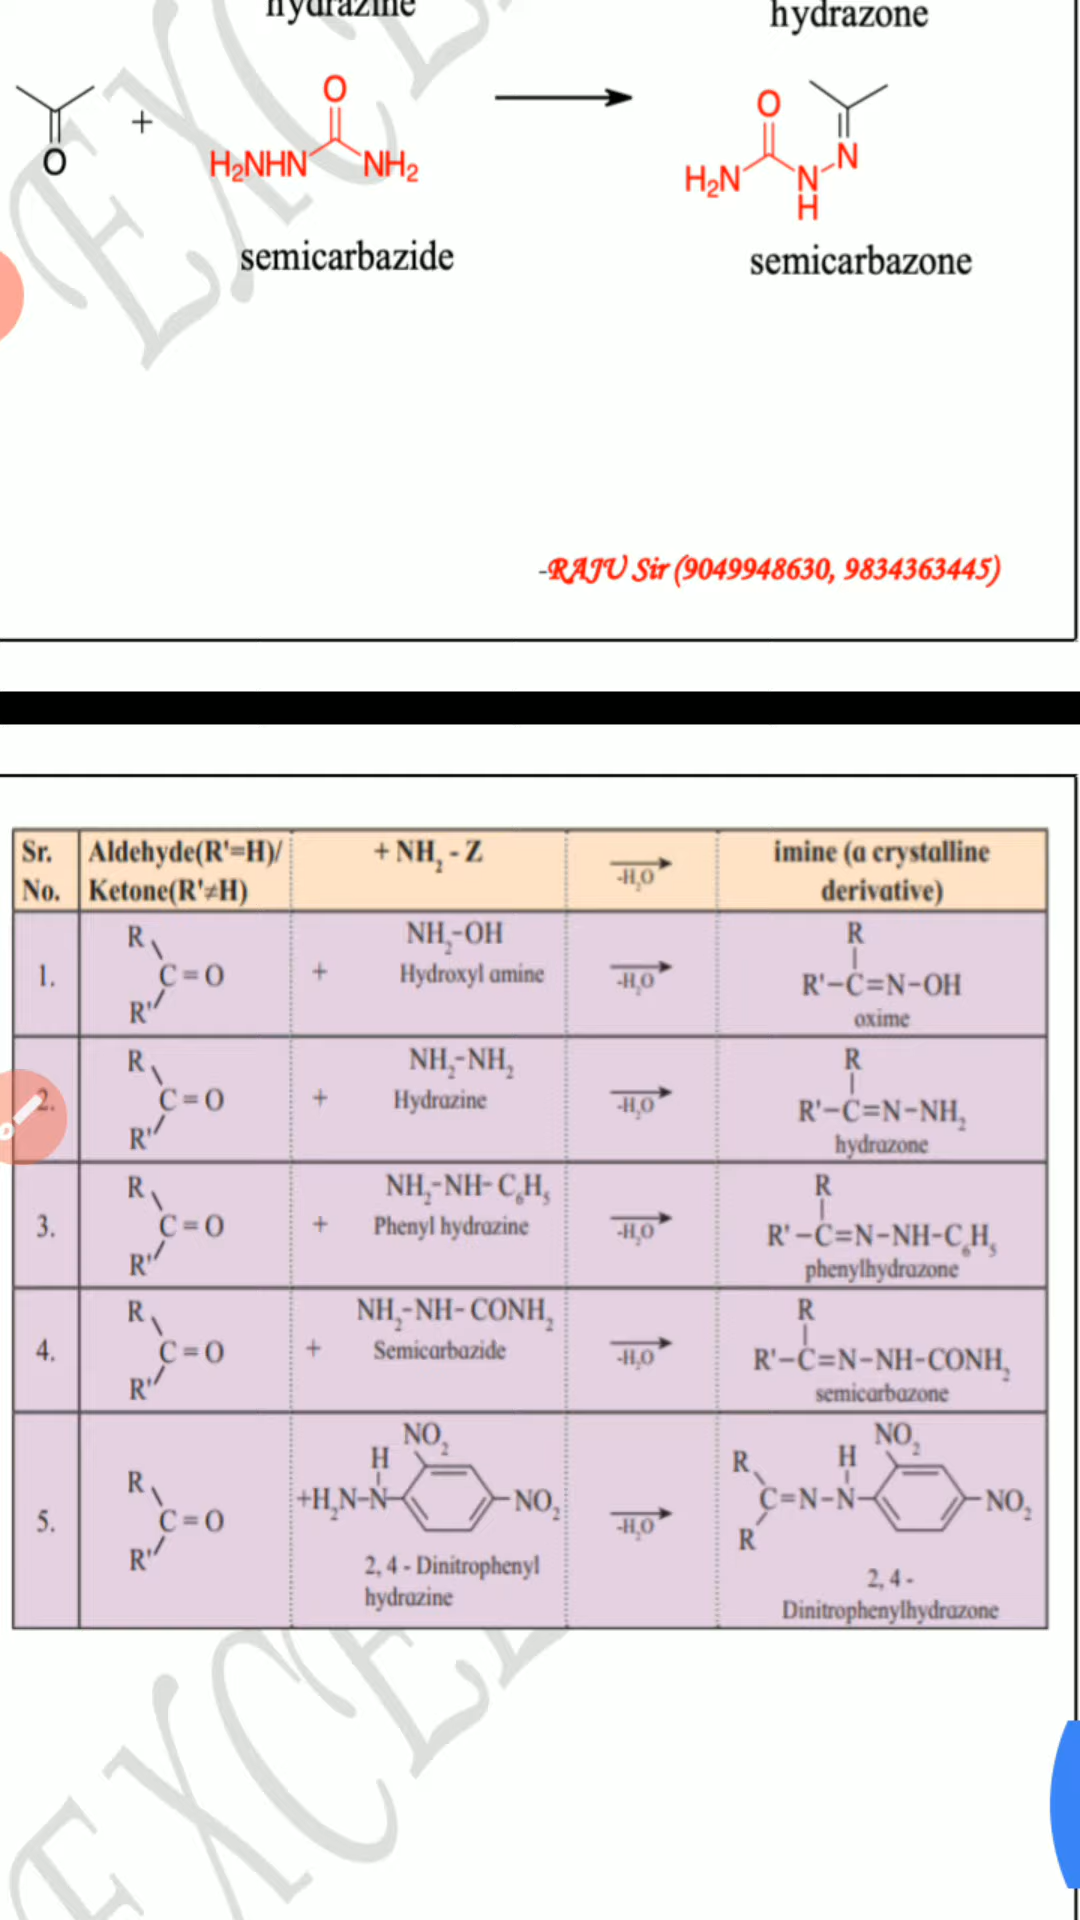 hydrazine hydrazone
O
+
O
H₂NHN NH₂
O
H₂N N
N
H
semicarbazide semicarbazone
-RAJU Sir (9049948630, 9834363445)
Sr. No. Aldehyde(R'=H)/ Ketone(R'≠H) + NH₂ - Z -H₂O imine (a crystalline derivative)
1. R
C=O
R'
+ NH₂-OH
Hydroxyl amine
-H₂O
R
R'-C=N-OH
oxime
2. R
C=O
R'
+ NH₂-NH₂
Hydrazine
-H₂O
R
R'-C=N-NH₂
hydrazone
3. R
C=O
R'
+ NH₂-NH-C₆H₅
Phenyl hydrazine
-H₂O
R
R'-C=N-NH-C₆H₅
phenylhydrazone
4. R
C=O
R'
+ NH₂-NH-CONH₂
Semicarbazide
-H₂O
R
R'-C=N-NH-CONH₂
semicarbazone
5. R
C=O
R'
NO₂
H
+H₂N-N NO₂
2, 4 - Dinitrophenyl
hydrazine
-H₂O
NO₂
R H
C=N-N NO₂
R
2, 4 -
Dinitrophenylhydrazone
EXCEL
EXCEL